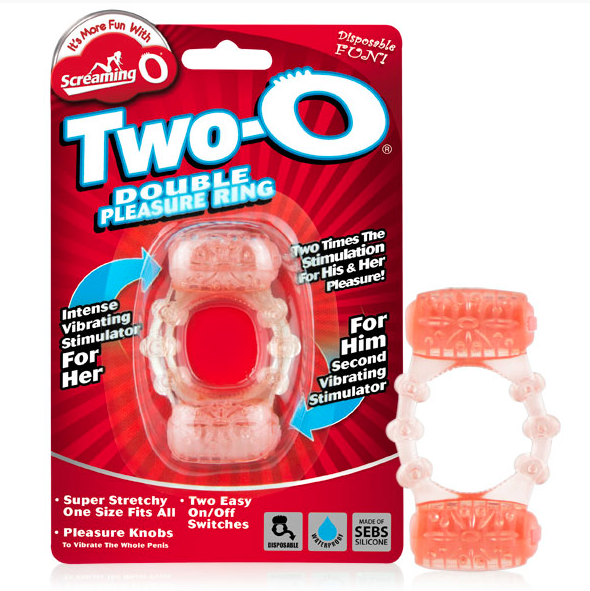 It's More Fun With
Screaming O
Disposable
FUN!
TWO-O®
DOUBLE
PLEASURE RING
Two Times The
Stimulation
For His & Her
Pleasure!
Intense
Vibrating
Stimulator
For
Her
For
Him
Second
Vibrating
Stimulator
• Super Stretchy
One Size Fits All
• Pleasure Knobs
To Vibrate The Whole Penis
• Two Easy
On/Off
Switches
DISPOSABLE
WATERPROOF
MADE OF
SEBS
SILICONE